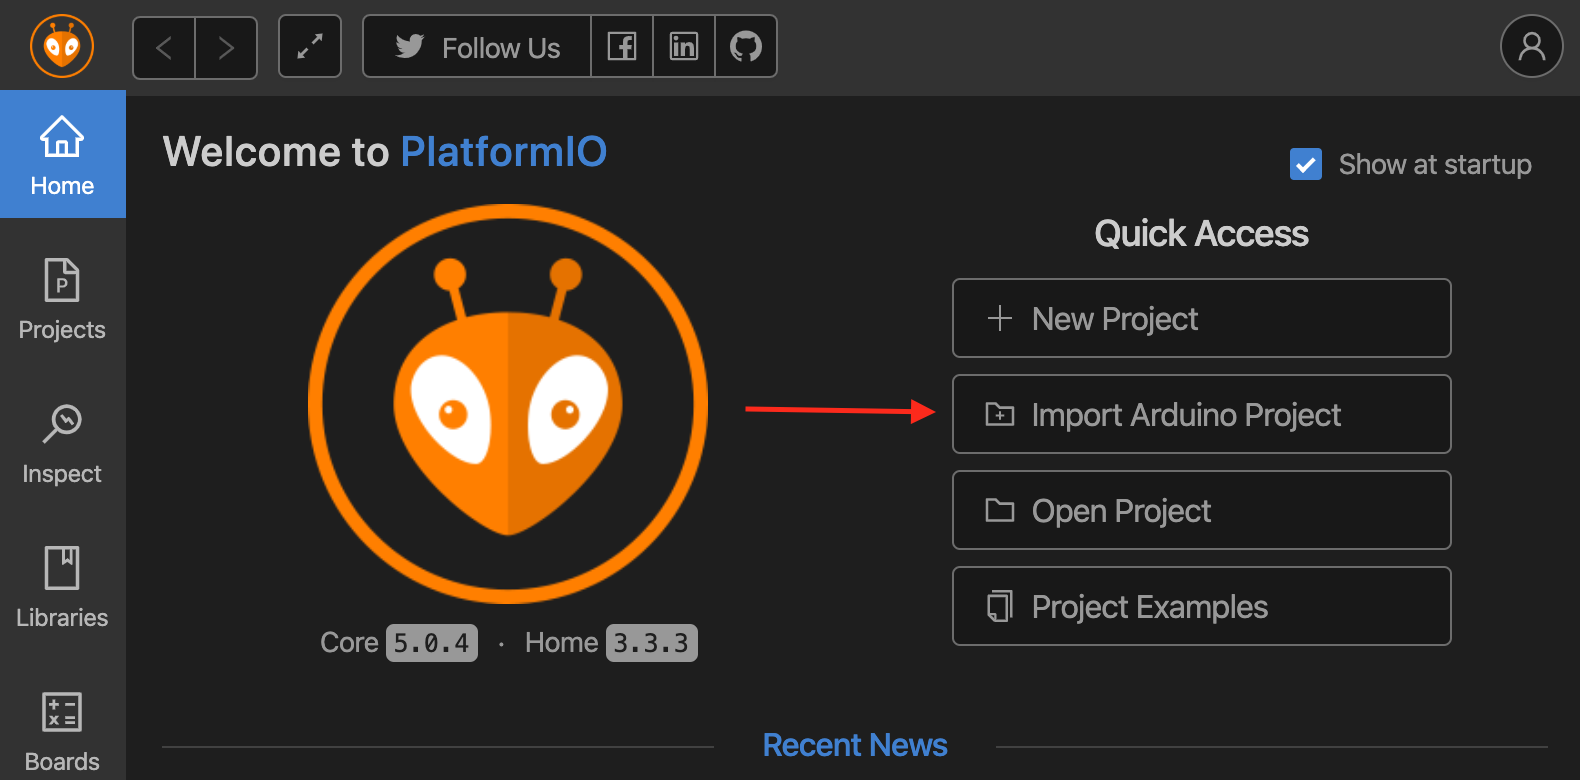 Follow Us
Home
Projects
Inspect
Libraries
Boards
Welcome to PlatformIO
Show at startup
Quick Access
New Project
Import Arduino Project
Open Project
Project Examples
Core 5.0.4 · Home 3.3.3
Recent News